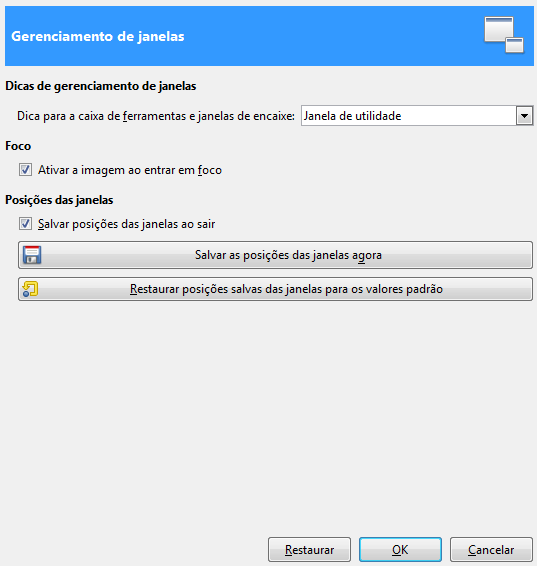 Gerenciamento de janelas
Dicas de gerenciamento de janelas
Dica para a caixa de ferramentas e janelas de encaixe: Janela de utilidade
Foco
Ativar a imagem ao entrar em foco
Posições das janelas
Salvar posições das janelas ao sair
Salvar as posições das janelas agora
Restaurar posições salvas das janelas para os valores padrão
Restaurar OK Cancelar